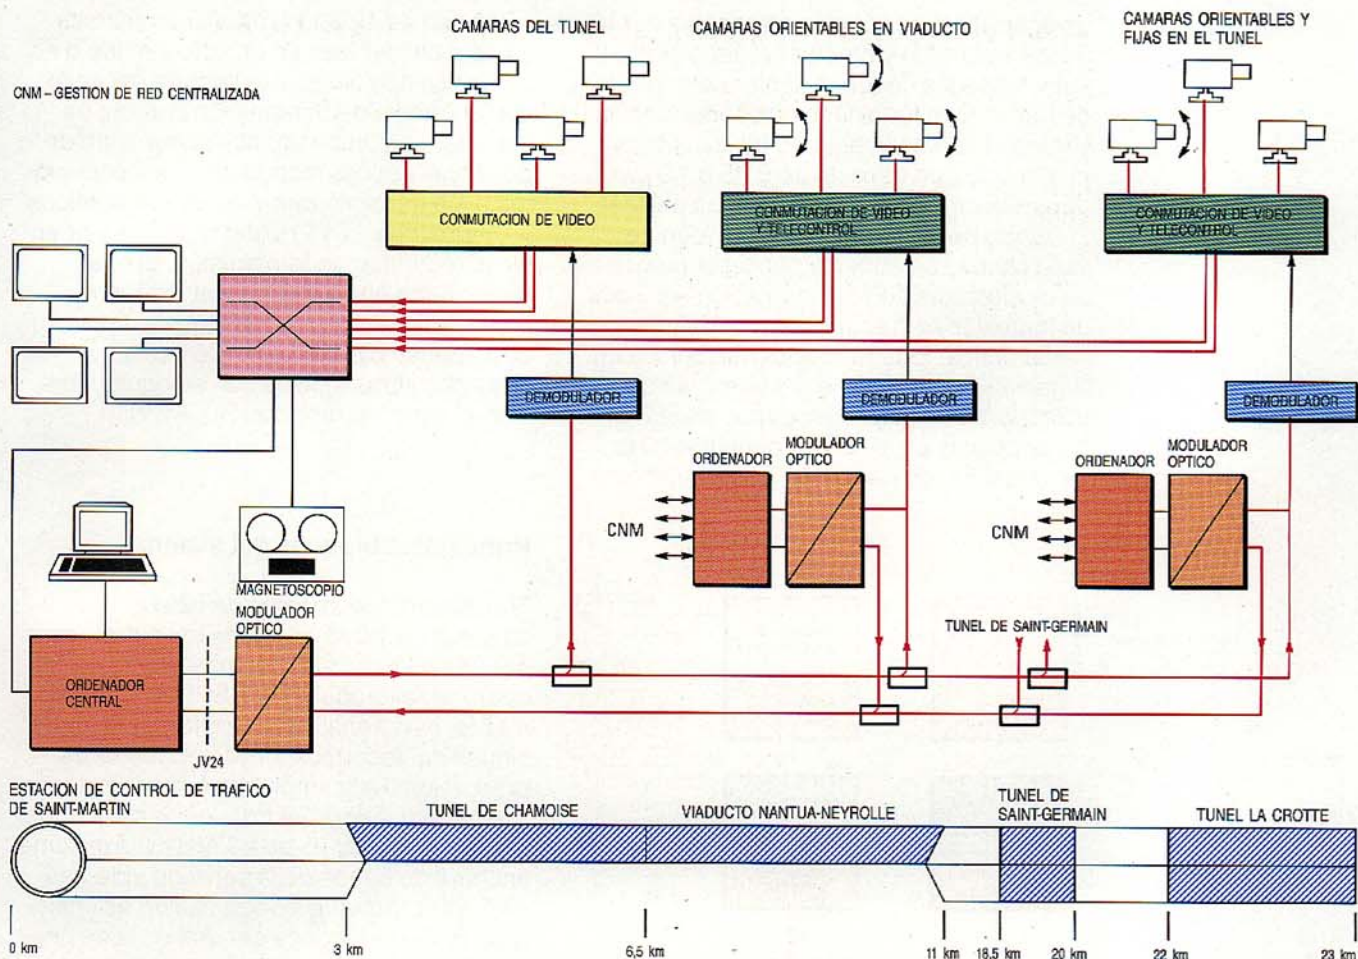 CAMARAS DEL TUNEL
CAMARAS ORIENTABLES EN VIADUCTO
CAMARAS ORIENTABLES Y
FIJAS EN EL TUNEL
CNM – GESTION DE RED CENTRALIZADA
CONMUTACION DE VIDEO
CONMUTACION DE VIDEO
Y TELECONTROL
CONMUTACION DE VIDEO
Y TELECONTROL
DEMODULADOR
DEMODULADOR
DEMODULADOR
ORDENADOR
MODULADOR
OPTICO
ORDENADOR
MODULADOR
OPTICO
CNM
CNM
MAGNETOSCOPIO
MODULADOR
OPTICO
TUNEL DE SAINT-GERMAIN
ORDENADOR
CENTRAL
JV24
ESTACION DE CONTROL DE TRAFICO
DE SAINT-MARTIN
TUNEL DE CHAMOISE
VIADUCTO NANTUA-NEYROLLE
TUNEL DE
SAINT-GERMAIN
TUNEL LA CROTTE
0 km
3 km
6,5 km
11 km
18,5 km
20 km
22 km
23 km